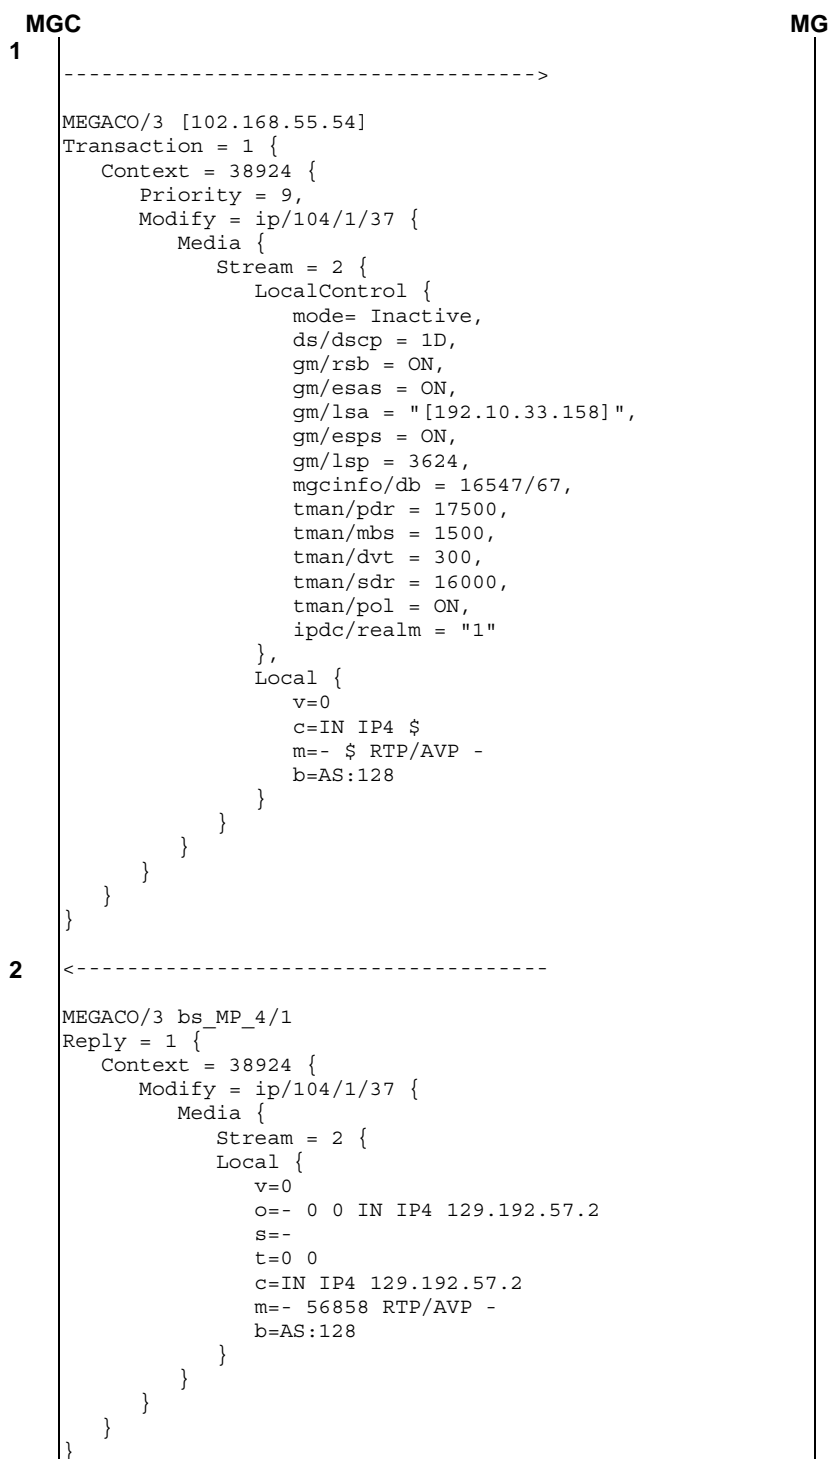 MGC MG
1
------------------------------------->
MEGACO/3 [102.168.55.54]
Transaction = 1 {
   Context = 38924 {
      Priority = 9,
      Modify = ip/104/1/37 {
         Media {
            Stream = 2 {
               LocalControl {
                  mode= Inactive,
                  ds/dscp = 1D,
                  gm/rsb = ON,
                  gm/esas = ON,
                  gm/lsa = "[192.10.33.158]",
                  gm/esps = ON,
                  gm/lsp = 3624,
                  mgcinfo/db = 16547/67,
                  tman/pdr = 17500,
                  tman/mbs = 1500,
                  tman/dvt = 300,
                  tman/sdr = 16000,
                  tman/pol = ON,
                  ipdc/realm = "1"
               },
               Local {
                  v=0
                  c=IN IP4 $
                  m=- $ RTP/AVP -
                  b=AS:128
               }
            }
         }
      }
   }
}
2 <-------------------------------------
MEGACO/3 bs_MP_4/1
Reply = 1 {
   Context = 38924 {
      Modify = ip/104/1/37 {
         Media {
            Stream = 2 {
            Local {
               v=0
               o=- 0 0 IN IP4 129.192.57.2
               s=-
               t=0 0
               c=IN IP4 129.192.57.2
               m=- 56858 RTP/AVP -
               b=AS:128
            }
         }
      }
   }
}